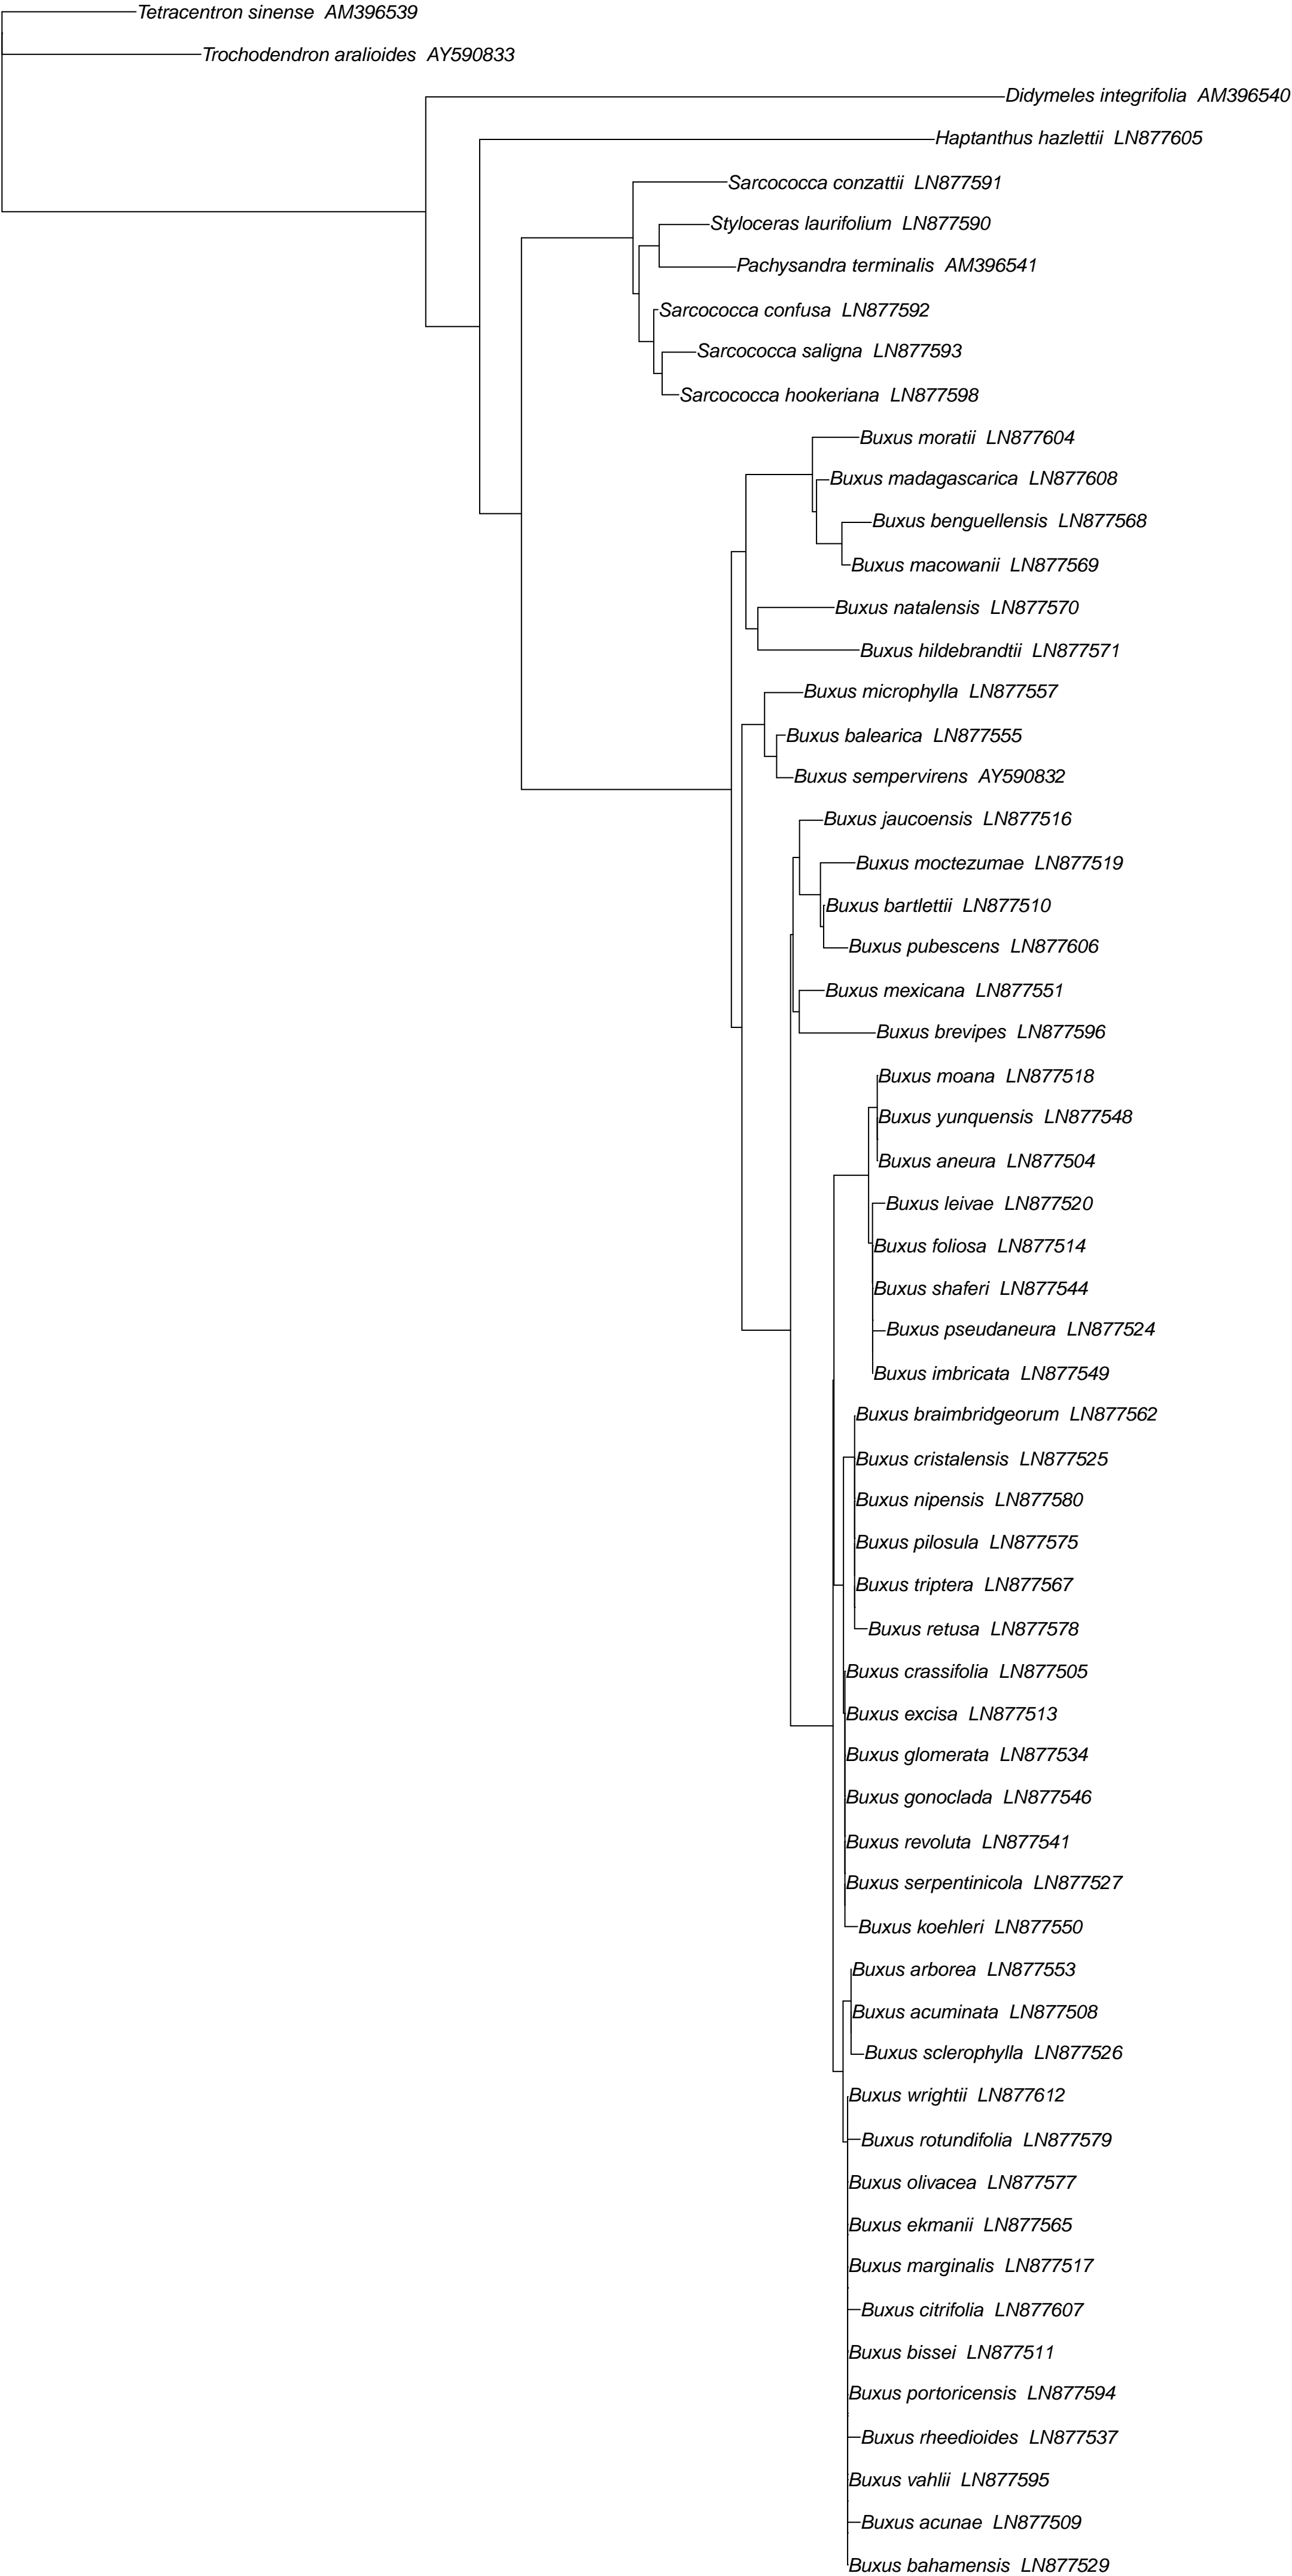 Tetracentron sinense AM396539
Trochodendron aralioides AY590833
Didymeles integrifolia AM396540
Haptanthus hazlettii LN877605
Sarcococca conzattii LN877591
Styloceras laurifolium LN877590
Pachysandra terminalis AM396541
Sarcococca confusa LN877592
Sarcococca saligna LN877593
Sarcococca hookeriana LN877598
Buxus moratii LN877604
Buxus madagascarica LN877608
Buxus benguellensis LN877568
Buxus macowanii LN877569
Buxus natalensis LN877570
Buxus hildebrandtii LN877571
Buxus microphylla LN877557
Buxus balearica LN877555
Buxus sempervirens AY590832
Buxus jaucoensis LN877516
Buxus moctezumae LN877519
Buxus bartlettii LN877510
Buxus pubescens LN877606
Buxus mexicana LN877551
Buxus brevipes LN877596
Buxus moana LN877518
Buxus yunquensis LN877548
Buxus aneura LN877504
Buxus leivae LN877520
Buxus foliosa LN877514
Buxus shaferi LN877544
Buxus pseudaneura LN877524
Buxus imbricata LN877549
Buxus braimbridgeorum LN877562
Buxus cristalensis LN877525
Buxus nipensis LN877580
Buxus pilosula LN877575
Buxus triptera LN877567
Buxus retusa LN877578
Buxus crassifolia LN877505
Buxus excisa LN877513
Buxus glomerata LN877534
Buxus gonoclada LN877546
Buxus revoluta LN877541
Buxus serpentinicola LN877527
Buxus koehleri LN877550
Buxus arborea LN877553
Buxus acuminata LN877508
Buxus sclerophylla LN877526
Buxus wrightii LN877612
Buxus rotundifolia LN877579
Buxus olivacea LN877577
Buxus ekmanii LN877565
Buxus marginalis LN877517
Buxus citrifolia LN877607
Buxus bissei LN877511
Buxus portoricensis LN877594
Buxus rheedioides LN877537
Buxus vahlii LN877595
Buxus acunae LN877509
Buxus bahamensis LN877529